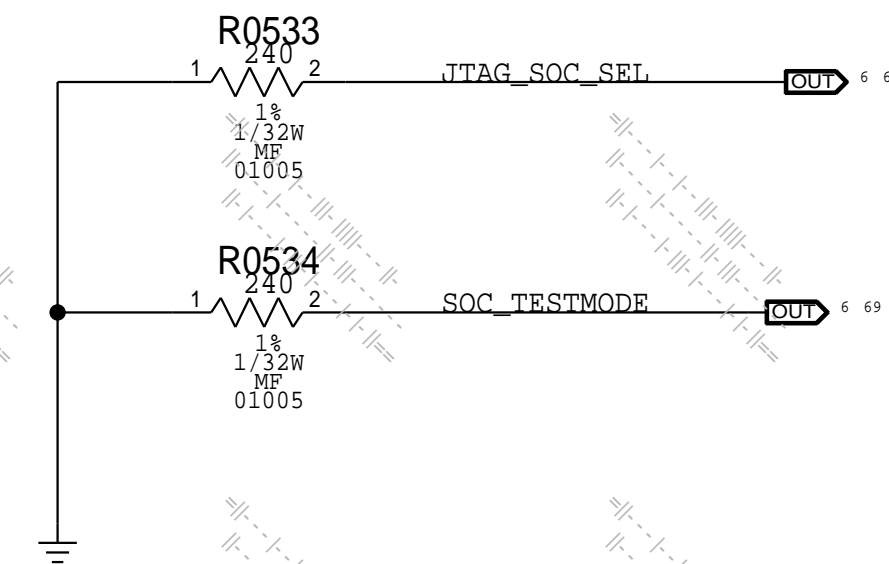 R0533
240
1 2 JTAG_SOC_SEL OUT 6 6
1%
1/32W
MF
01005
R0534
240
1 2 SOC_TESTMODE OUT 6 69
1%
1/32W
MF
01005